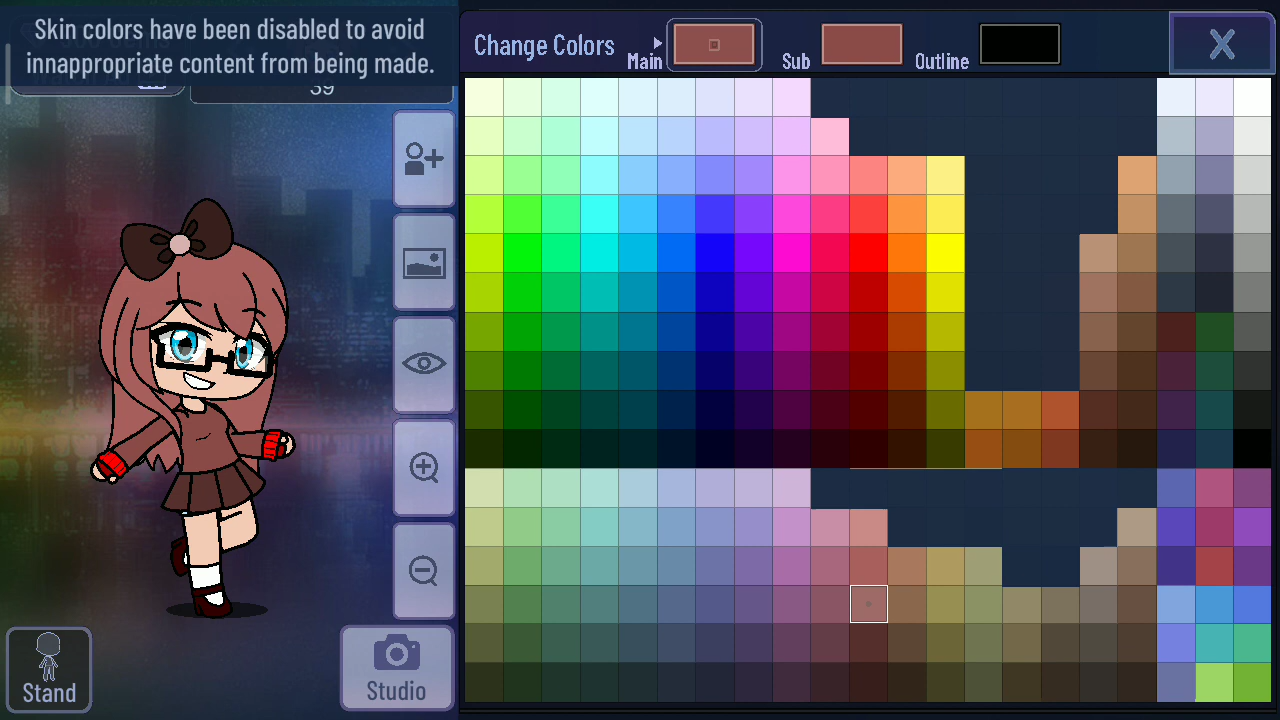 Skin colors have been disabled to avoid
innappropriate content from being made.
Change Colors
Main
Sub
Outline
X
Stand
Studio